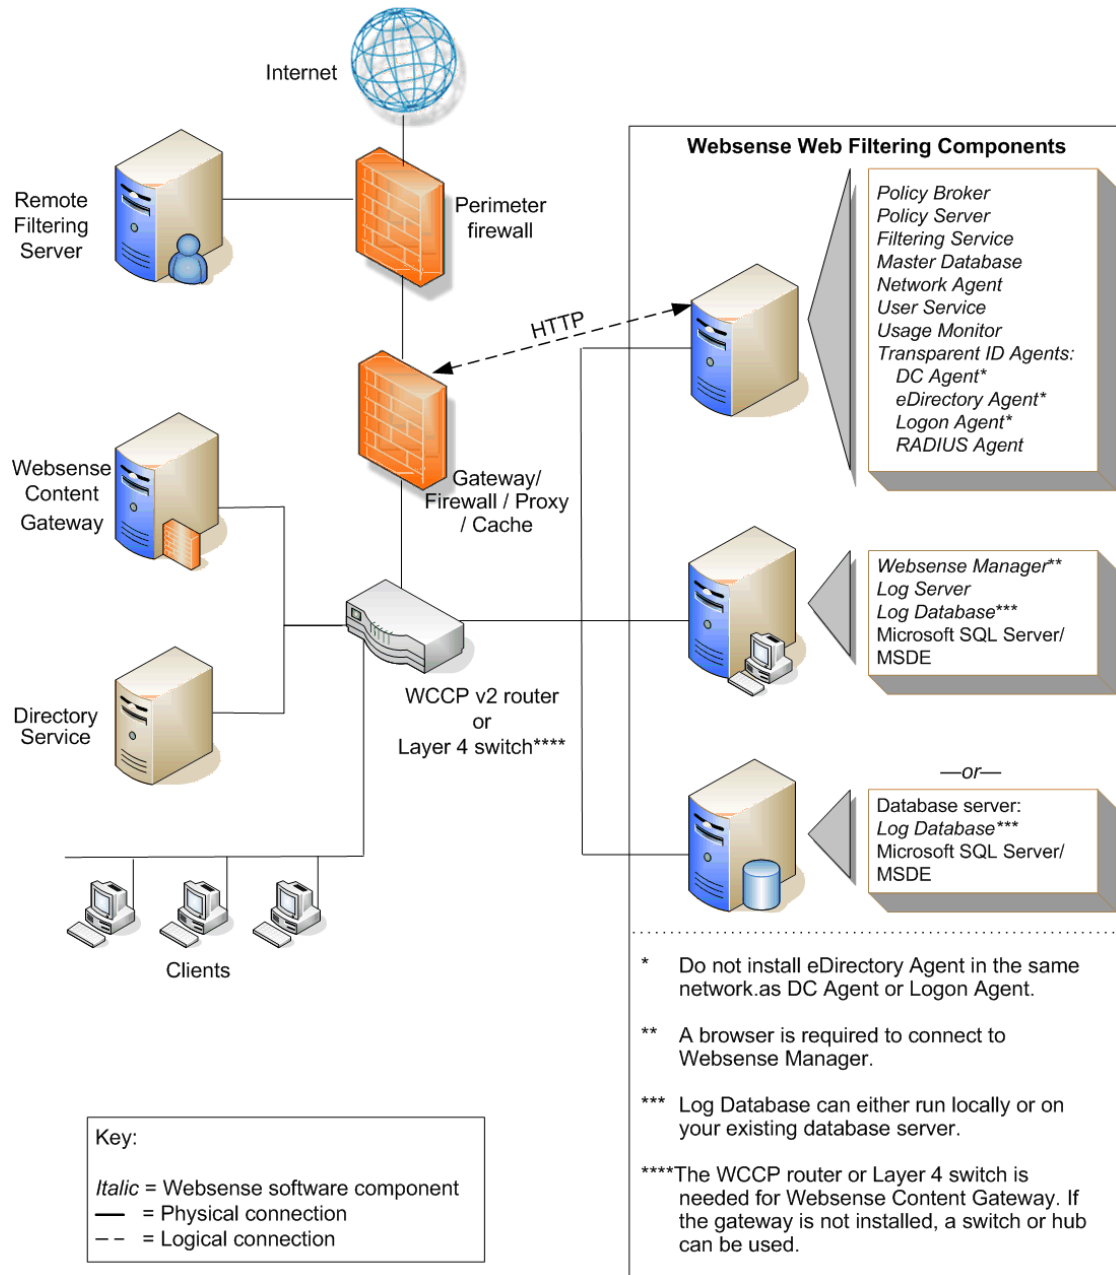 Internet
Remote
Filtering
Server
Perimeter
firewall
HTTP
Websense
Content
Gateway
Gateway/
Firewall / Proxy
/ Cache
Directory
Service
WCCP v2 router
or
Layer 4 switch****
Clients
Websense Web Filtering Components
Policy Broker
Policy Server
Filtering Service
Master Database
Network Agent
User Service
Usage Monitor
Transparent ID Agents:
DC Agent*
eDirectory Agent*
Logon Agent*
RADIUS Agent
Websense Manager**
Log Server
Log Database***
Microsoft SQL Server/
MSDE
—or—
Database server:
Log Database***
Microsoft SQL Server/
MSDE
* Do not install eDirectory Agent in the same
network.as DC Agent or Logon Agent.
** A browser is required to connect to
Websense Manager.
*** Log Database can either run locally or on
your existing database server.
****The WCCP router or Layer 4 switch is
needed for Websense Content Gateway. If
the gateway is not installed, a switch or hub
can be used.
Key:
Italic = Websense software component
= Physical connection
= Logical connection